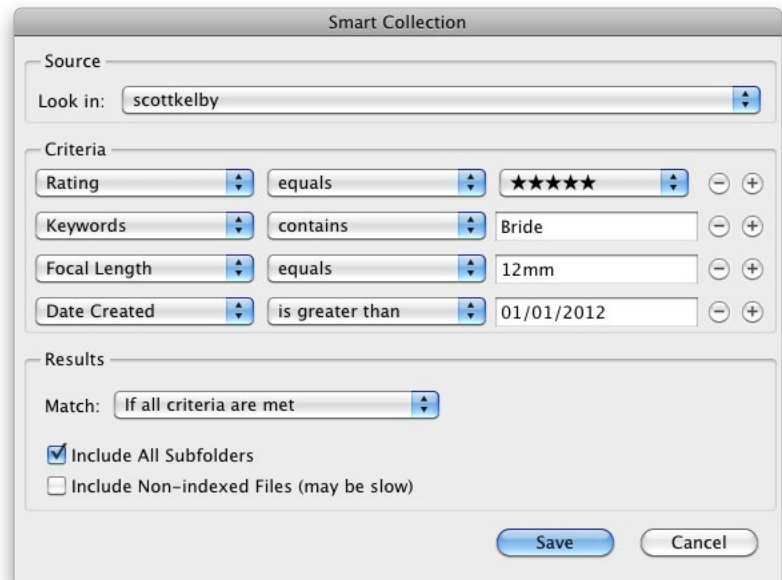 Smart Collection
Source
Look in: scottkelby
Criteria
Rating equals ★★★★★
Keywords contains Bride
Focal Length equals 12mm
Date Created is greater than 01/01/2012
Results
Match: If all criteria are met
Include All Subfolders
Include Non-indexed Files (may be slow)
Save Cancel